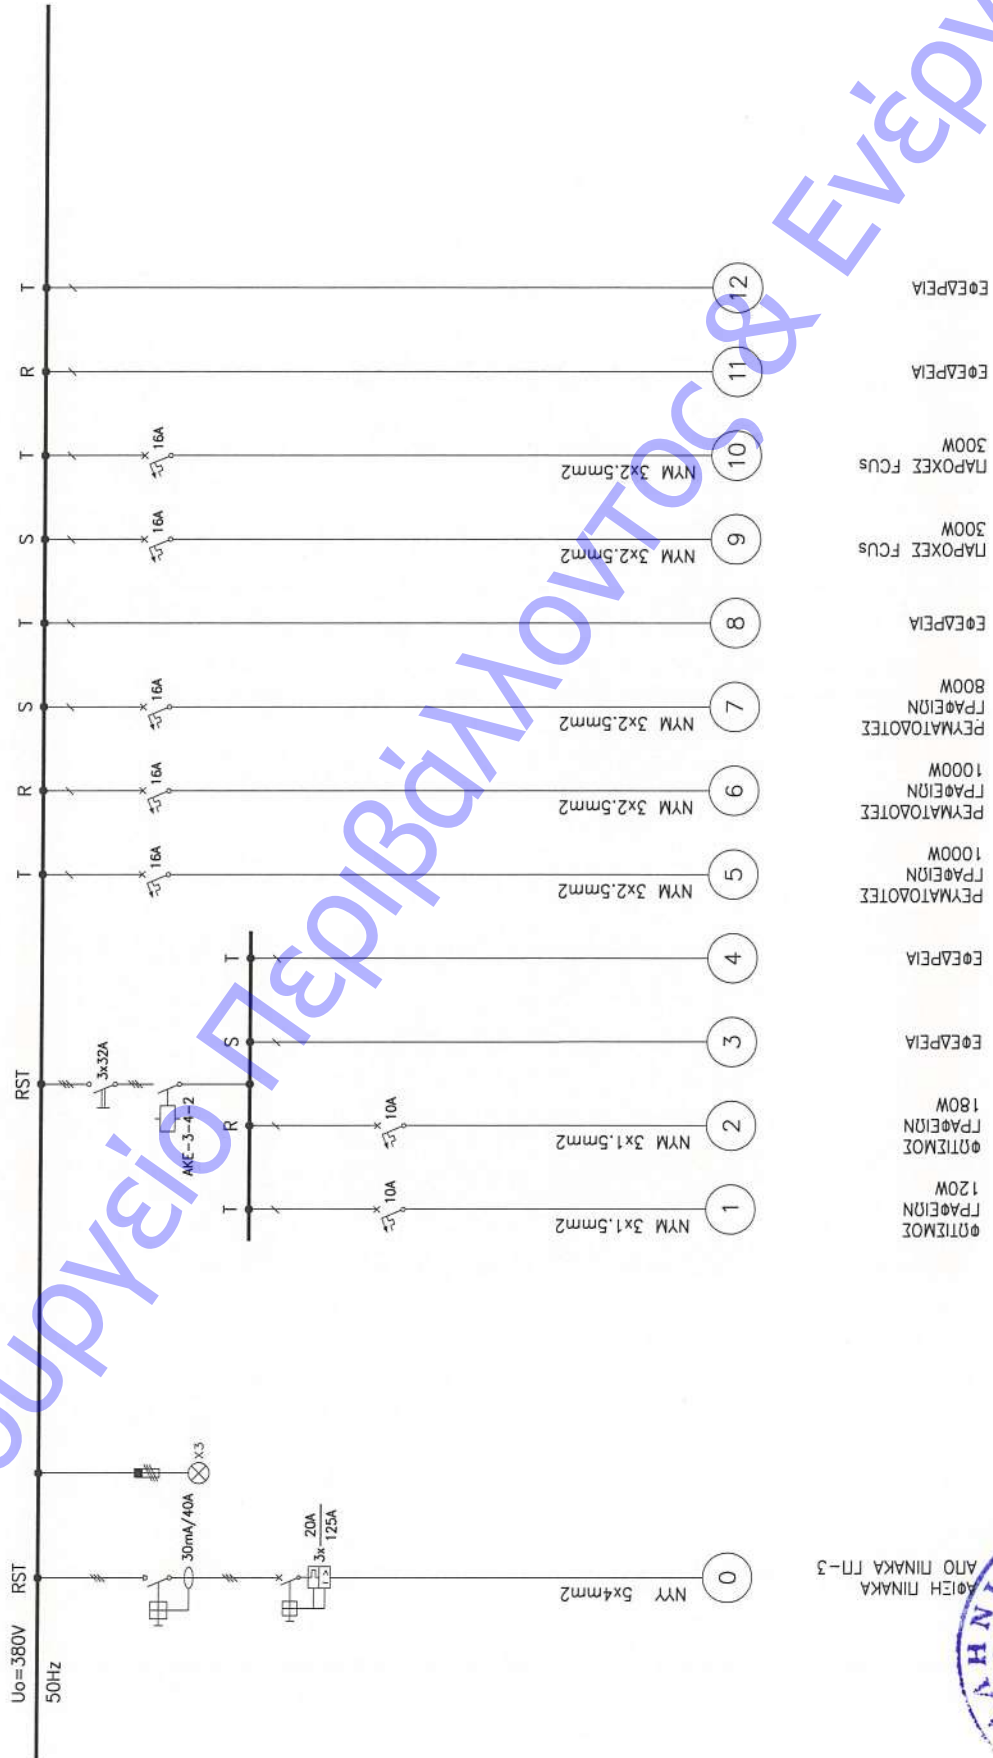 Uo=380V
50Hz
RST
30mA/40A
3x 20A
125A
NYY 5x4mm2
0
ΑΦΙΞΗ ΠΙΝΑΚΑ
ΑΠΟ ΠΙΝΑΚΑ ΓΠ-3
x3
RST
3x32A
AKE-3-4-2
T
10A
NYM 3x1.5mm2
1
ΦΩΤΙΣΜΟΣ
ΓΡΑΦΕΙΩΝ
120W
R
10A
NYM 3x1.5mm2
2
ΦΩΤΙΣΜΟΣ
ΓΡΑΦΕΙΩΝ
180W
S
3
ΕΦΕΔΡΕΙΑ
T
4
ΕΦΕΔΡΕΙΑ
T
16A
NYM 3x2.5mm2
5
ΡΕΥΜΑΤΟΔΟΤΕΣ
ΓΡΑΦΕΙΩΝ
1000W
R
16A
NYM 3x2.5mm2
6
ΡΕΥΜΑΤΟΔΟΤΕΣ
ΓΡΑΦΕΙΩΝ
1000W
S
16A
NYM 3x2.5mm2
7
ΡΕΥΜΑΤΟΔΟΤΕΣ
ΓΡΑΦΕΙΩΝ
800W
T
8
ΕΦΕΔΡΕΙΑ
S
16A
NYM 3x2.5mm2
9
ΠΑΡΟΧΕΣ FCUs
300W
T
16A
NYM 3x2.5mm2
10
ΠΑΡΟΧΕΣ FCUs
300W
R
11
ΕΦΕΔΡΕΙΑ
T
12
ΕΦΕΔΡΕΙΑ
Περιβάλλοντος &